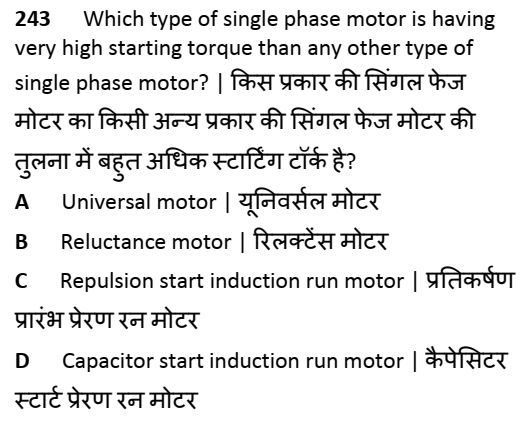 243 Which type of single phase motor is having
very high starting torque than any other type of
single phase motor? | किस प्रकार की सिंगल फेज
मोटर का किसी अन्य प्रकार की सिंगल फेज मोटर की
तुलना में बहुत अधिक स्टार्टिंग टॉर्क है?
A Universal motor | यूनिवर्सल मोटर
B Reluctance motor | रिलक्टेंस मोटर
C Repulsion start induction run motor | प्रतिकर्षण
प्रारंभ प्रेरण रन मोटर
D Capacitor start induction run motor | कैपेसिटर
स्टार्ट प्रेरण रन मोटर